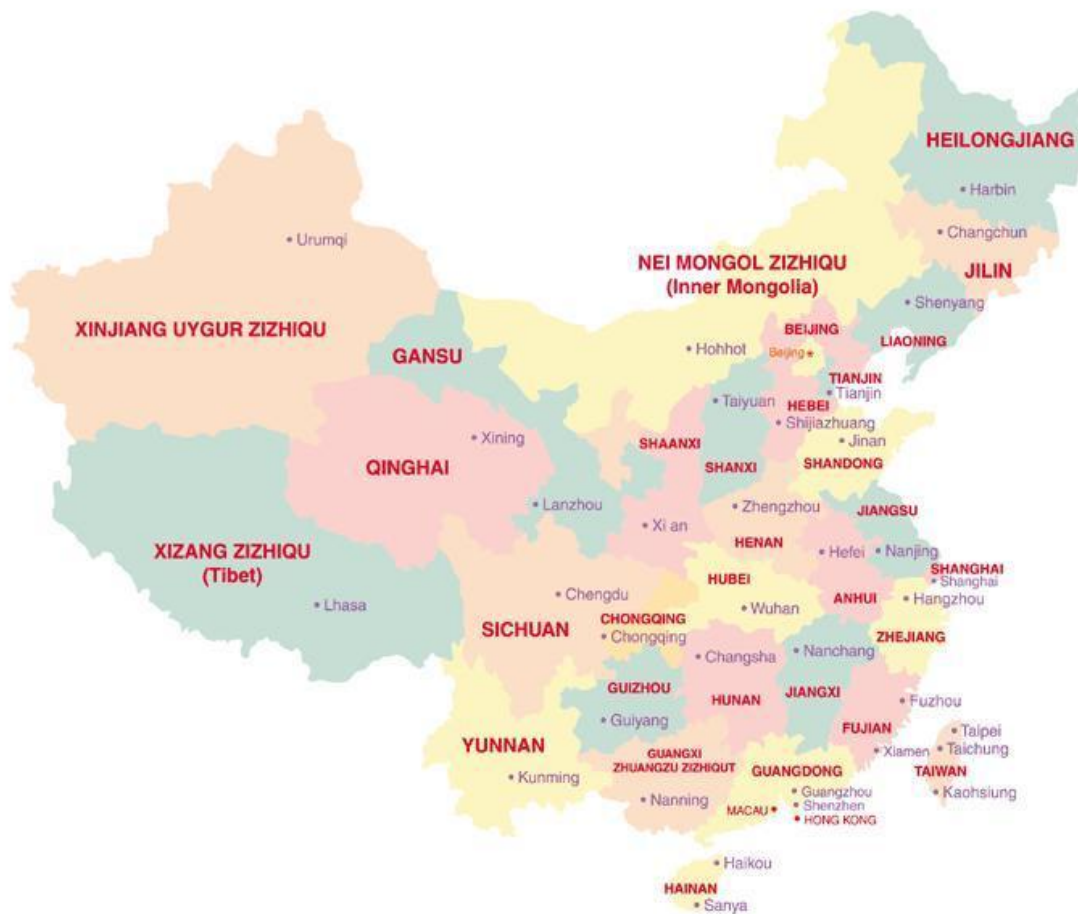 HEILONGJIANG
Harbin
Changchun
JILIN
Urumqi
NEI MONGOL ZIZHIQU
(Inner Mongolia)
Shenyang
XINJIANG UYGUR ZIZHIQU
BEIJING
LIAONING
GANSU
Hohhot
Beijing
TIANJIN
Tianjin
Taiyuan
HEBEI
Shijiazhuang
Xining
SHAANXI
Jinan
QINGHAI
SHANXI
SHANDONG
Lanzhou
Zhengzhou
JIANGSU
Xi an
HENAN
Hefei
Nanjing
XIZANG ZIZHIQU
(Tibet)
SHANGHAI
Shanghai
HUBEI
Chengdu
ANHUI
Hangzhou
Lhasa
Wuhan
CHONGQING
SICHUAN
Chongqing
ZHEJIANG
Changsha
Nanchang
GUIZHOU
HUNAN
JIANGXI
Fuzhou
Guiyang
FUJIAN
Taipei
YUNNAN
GUANGXI
ZHUANGZU ZIZHIQUT
Xiamen
Taichung
GUANGDONG
TAIWAN
Kunming
Guangzhou
Kaohsiung
Nanning
Shenzhen
MACAU
HONG KONG
Haikou
HAINAN
Sanya